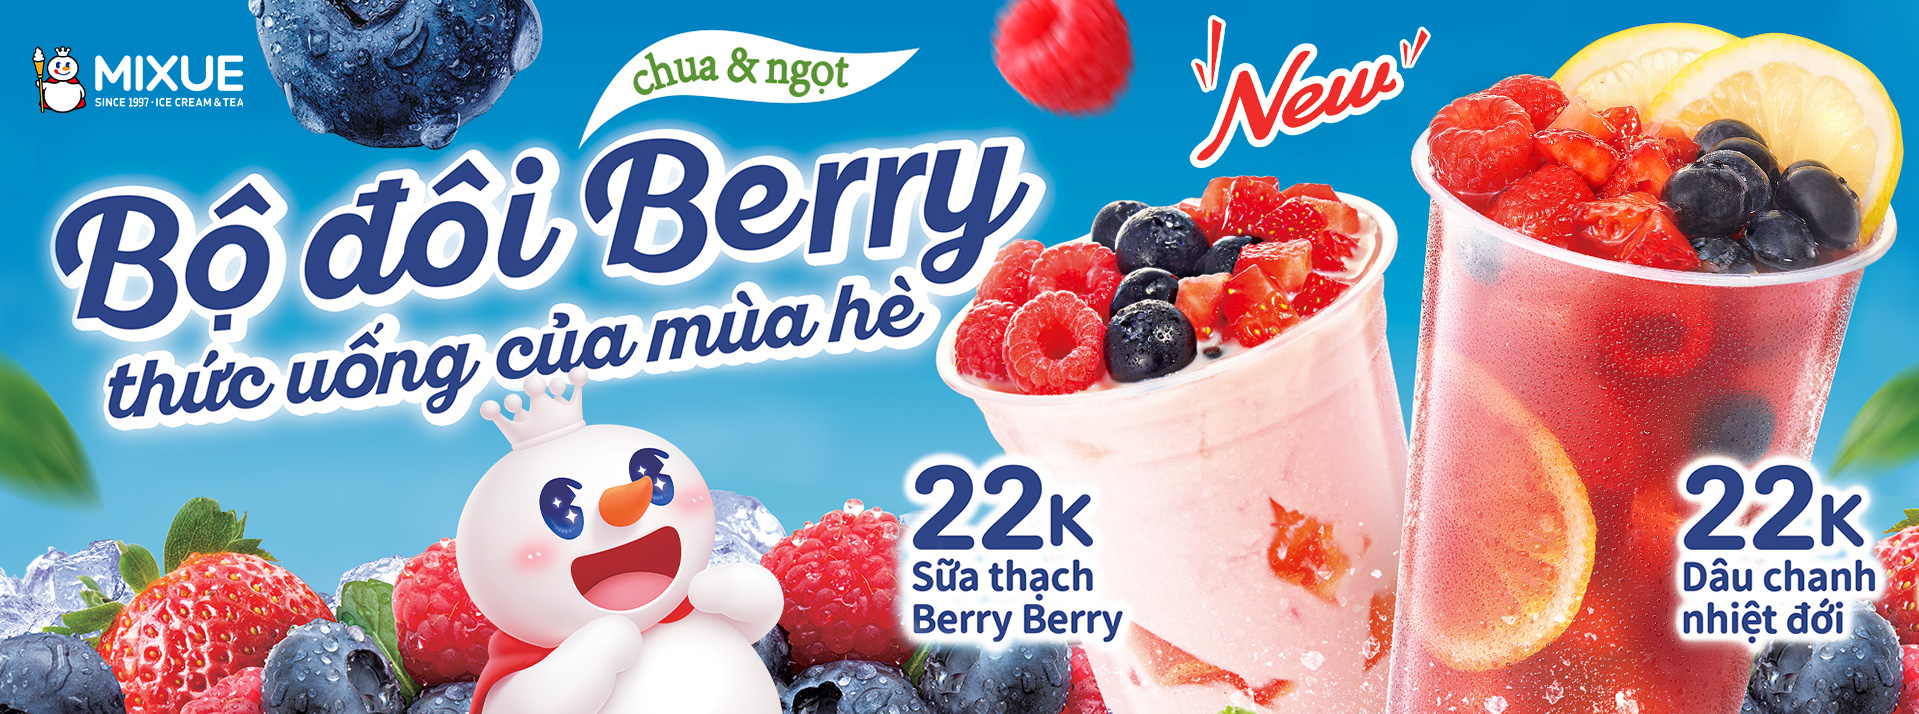 MIXUE
SINCE 1997 · ICE CREAM & TEA
chua & ngọt
Bộ đôi Berry
thức uống của mùa hè
New
22K
Sữa thạch
Berry Berry
22K
Dâu chanh
nhiệt đới